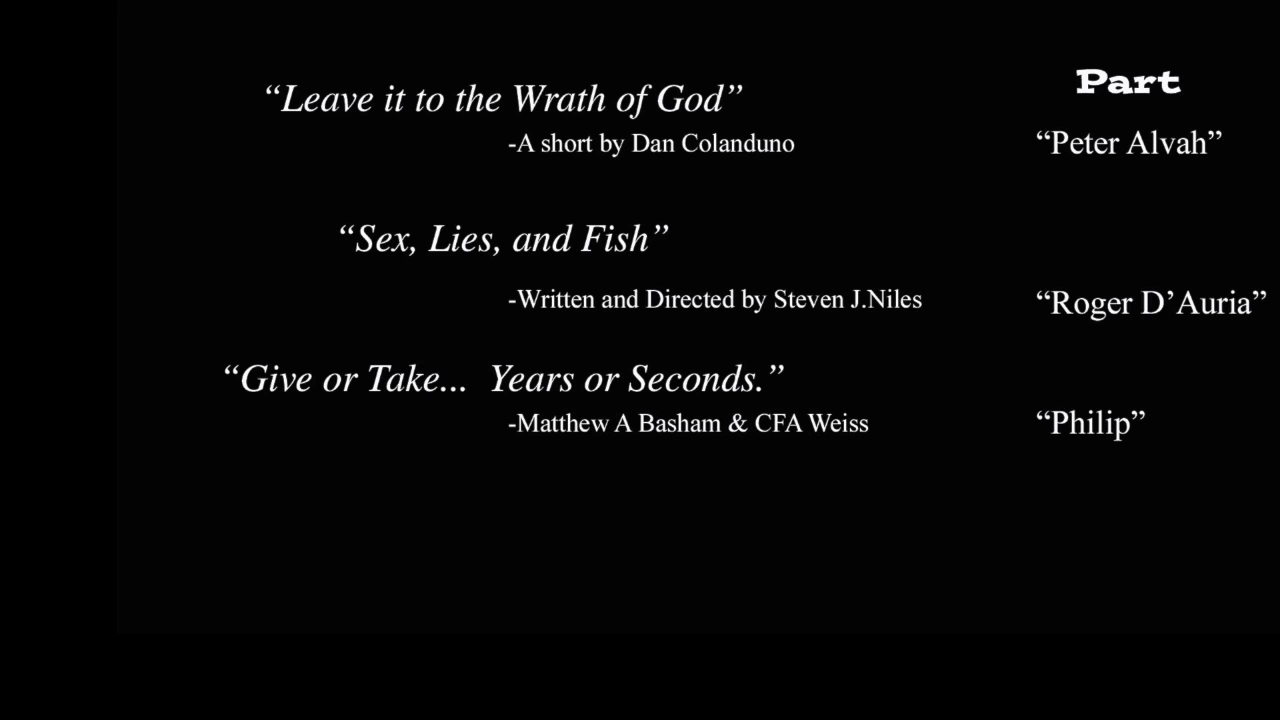 Part
“Leave it to the Wrath of God”
-A short by Dan Colanduno
“Peter Alvah”
“Sex, Lies, and Fish”
-Written and Directed by Steven J.Niles
“Roger D’Auria”
“Give or Take...  Years or Seconds.”
-Matthew A Basham & CFA Weiss
“Philip”